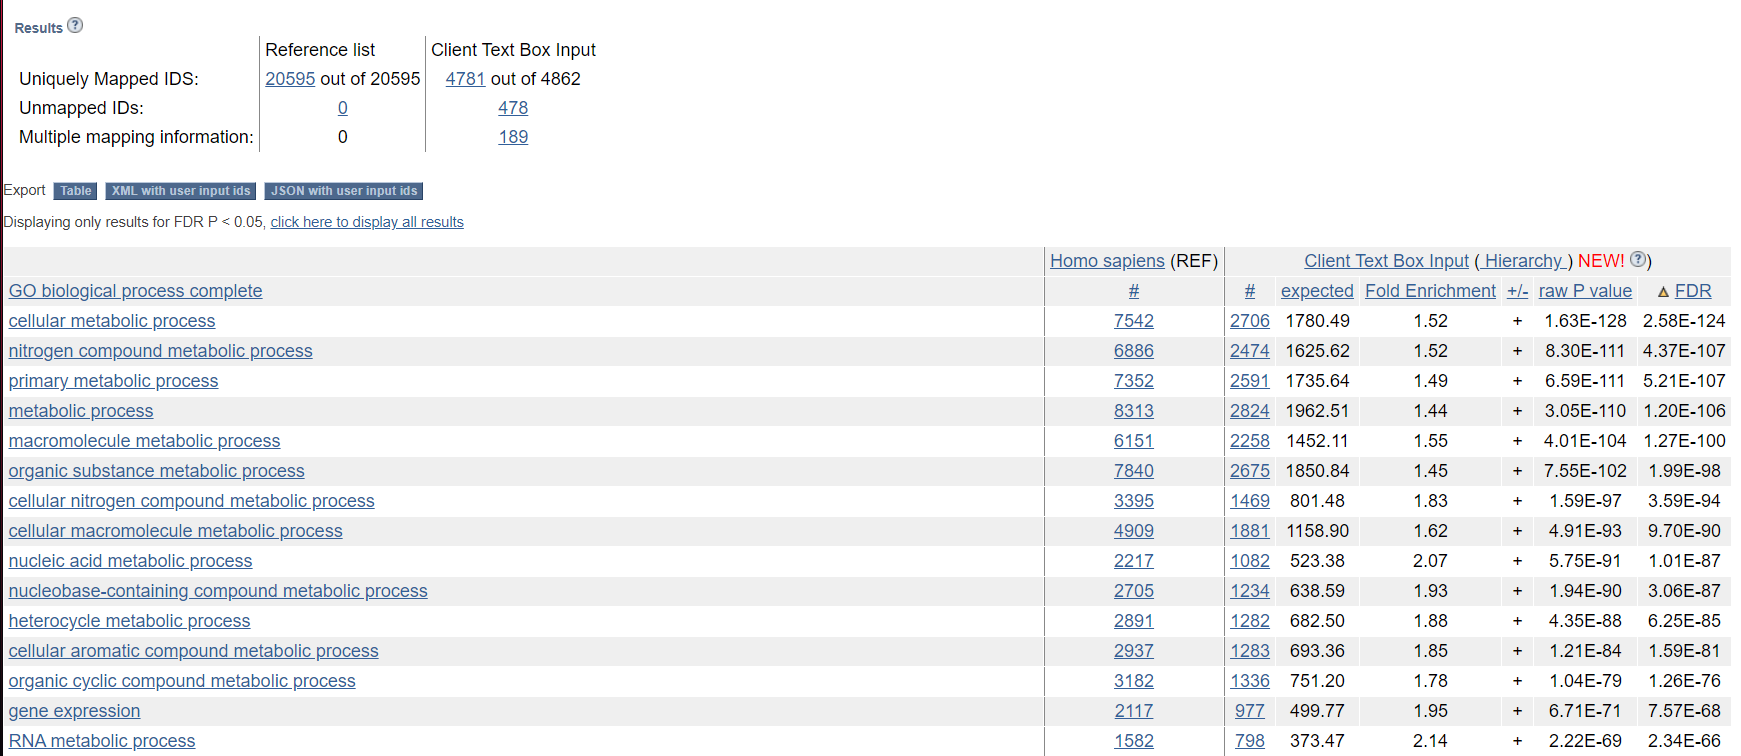 Results ?
Reference list Client Text Box Input
Uniquely Mapped IDS: 20595 out of 20595 4781 out of 4862
Unmapped IDs: 0 478
Multiple mapping information: 0 189
Export Table XML with user input ids JSON with user input ids
Displaying only results for FDR P < 0.05, click here to display all results
Homo sapiens (REF) Client Text Box Input ( Hierarchy ) NEW! ? )
GO biological process complete # # expected Fold Enrichment +/- raw P value ▲ FDR
cellular metabolic process 7542 2706 1780.49 1.52 + 1.63E-128 2.58E-124
nitrogen compound metabolic process 6886 2474 1625.62 1.52 + 8.30E-111 4.37E-107
primary metabolic process 7352 2591 1735.64 1.49 + 6.59E-111 5.21E-107
metabolic process 8313 2824 1962.51 1.44 + 3.05E-110 1.20E-106
macromolecule metabolic process 6151 2258 1452.11 1.55 + 4.01E-104 1.27E-100
organic substance metabolic process 7840 2675 1850.84 1.45 + 7.55E-102 1.99E-98
cellular nitrogen compound metabolic process 3395 1469 801.48 1.83 + 1.59E-97 3.59E-94
cellular macromolecule metabolic process 4909 1881 1158.90 1.62 + 4.91E-93 9.70E-90
nucleic acid metabolic process 2217 1082 523.38 2.07 + 5.75E-91 1.01E-87
nucleobase-containing compound metabolic process 2705 1234 638.59 1.93 + 1.94E-90 3.06E-87
heterocycle metabolic process 2891 1282 682.50 1.88 + 4.35E-88 6.25E-85
cellular aromatic compound metabolic process 2937 1283 693.36 1.85 + 1.21E-84 1.59E-81
organic cyclic compound metabolic process 3182 1336 751.20 1.78 + 1.04E-79 1.26E-76
gene expression 2117 977 499.77 1.95 + 6.71E-71 7.57E-68
RNA metabolic process 1582 798 373.47 2.14 + 2.22E-69 2.34E-66